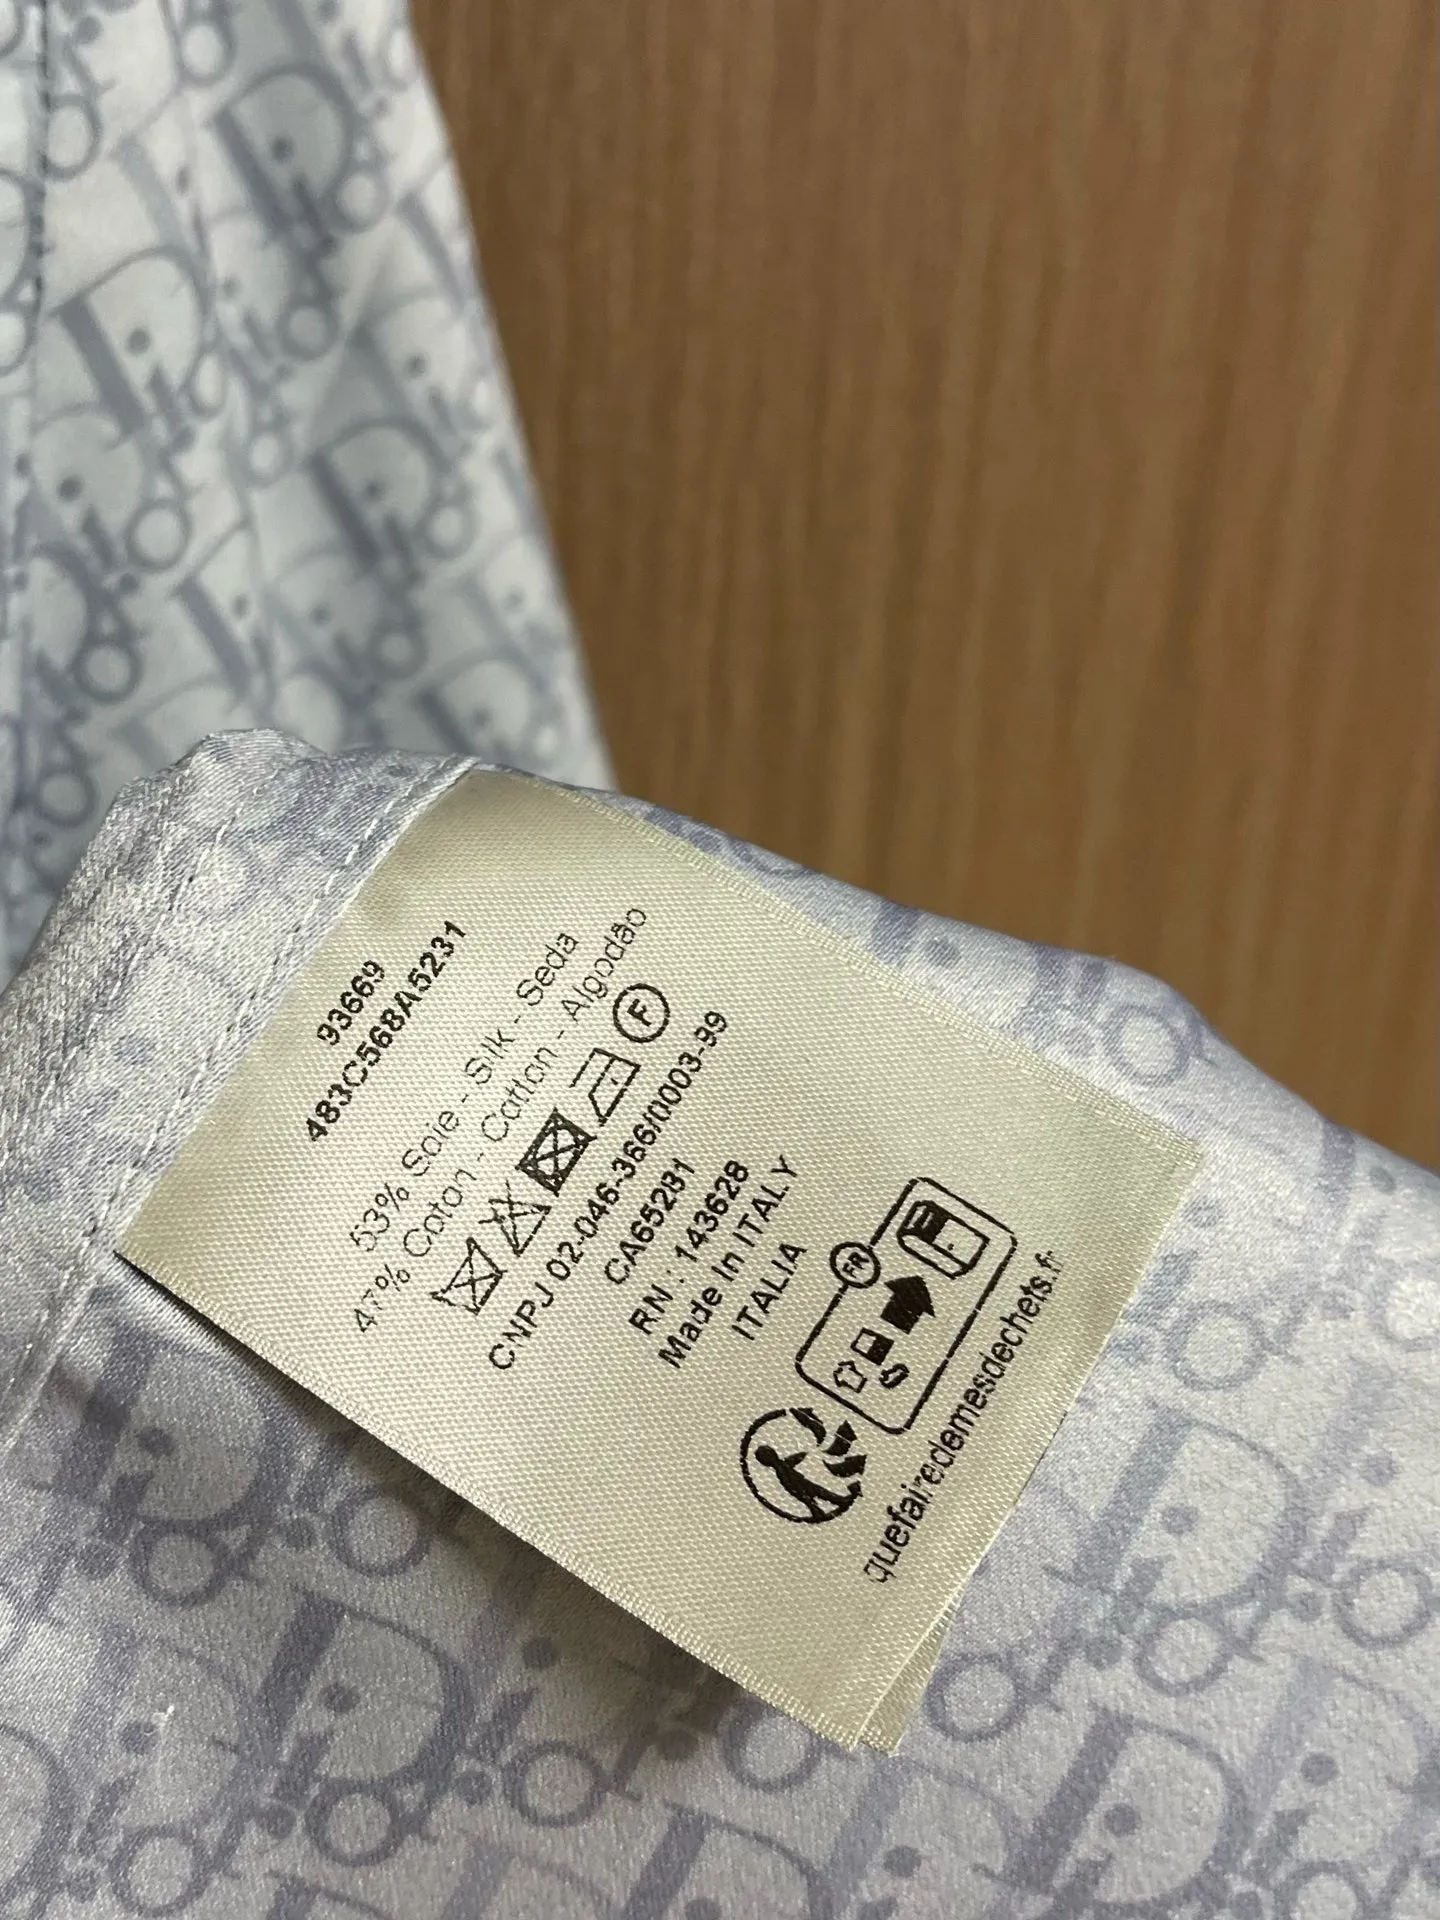 93669
483C568A5231
53% Soie - Silk - Seda
47% Coton - Cotton - Algodão
F
CNPJ 02-046-366/0003-99
CA65281
RN : 143628
Made In ITALY
ITALIA
FR
quefairedemesdechets.fr
Dior